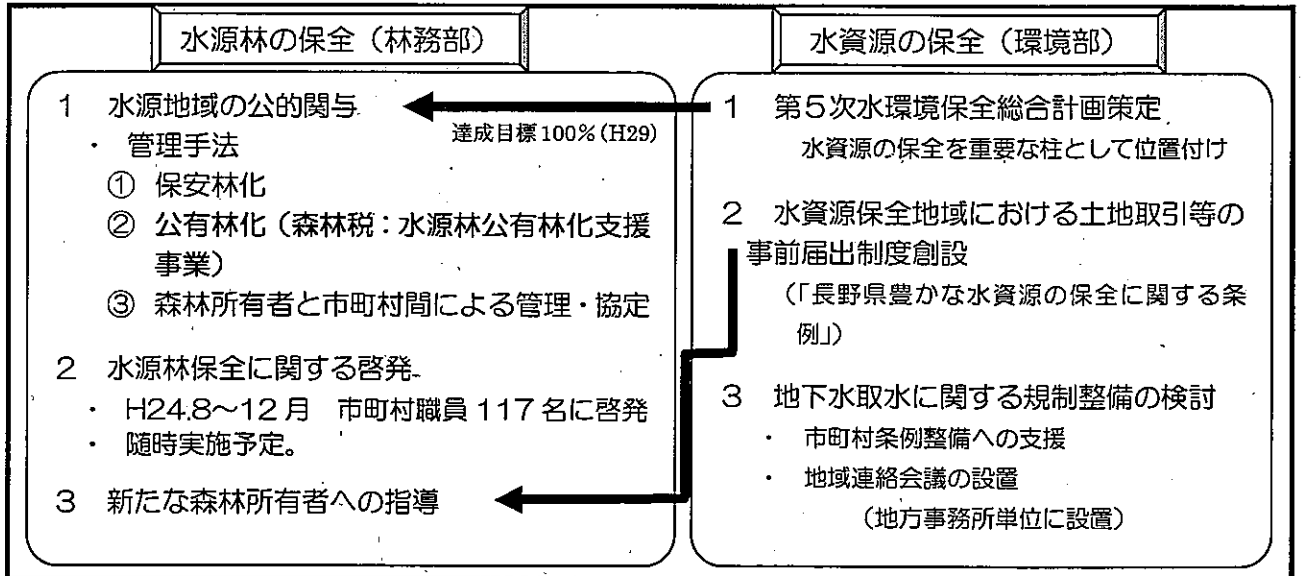 水源林の保全（林務部）
1 水源地域の公的関与
達成目標100%(H29)
・ 管理手法
① 保安林化
② 公有林化（森林税：水源林公有林化支援
事業）
③ 森林所有者と市町村間による管理・協定
2 水源林保全に関する啓発
・ H24.8～12月 市町村職員117名に啓発
・ 随時実施予定。
3 新たな森林所有者への指導
水資源の保全（環境部）
1 第5次水環境保全総合計画策定
水資源の保全を重要な柱として位置付け
2 水資源保全地域における土地取引等の
事前届出制度創設
（「長野県豊かな水資源の保全に関する条
例」）
3 地下水取水に関する規制整備の検討
・ 市町村条例整備への支援
・ 地域連絡会議の設置
（地方事務所単位に設置）